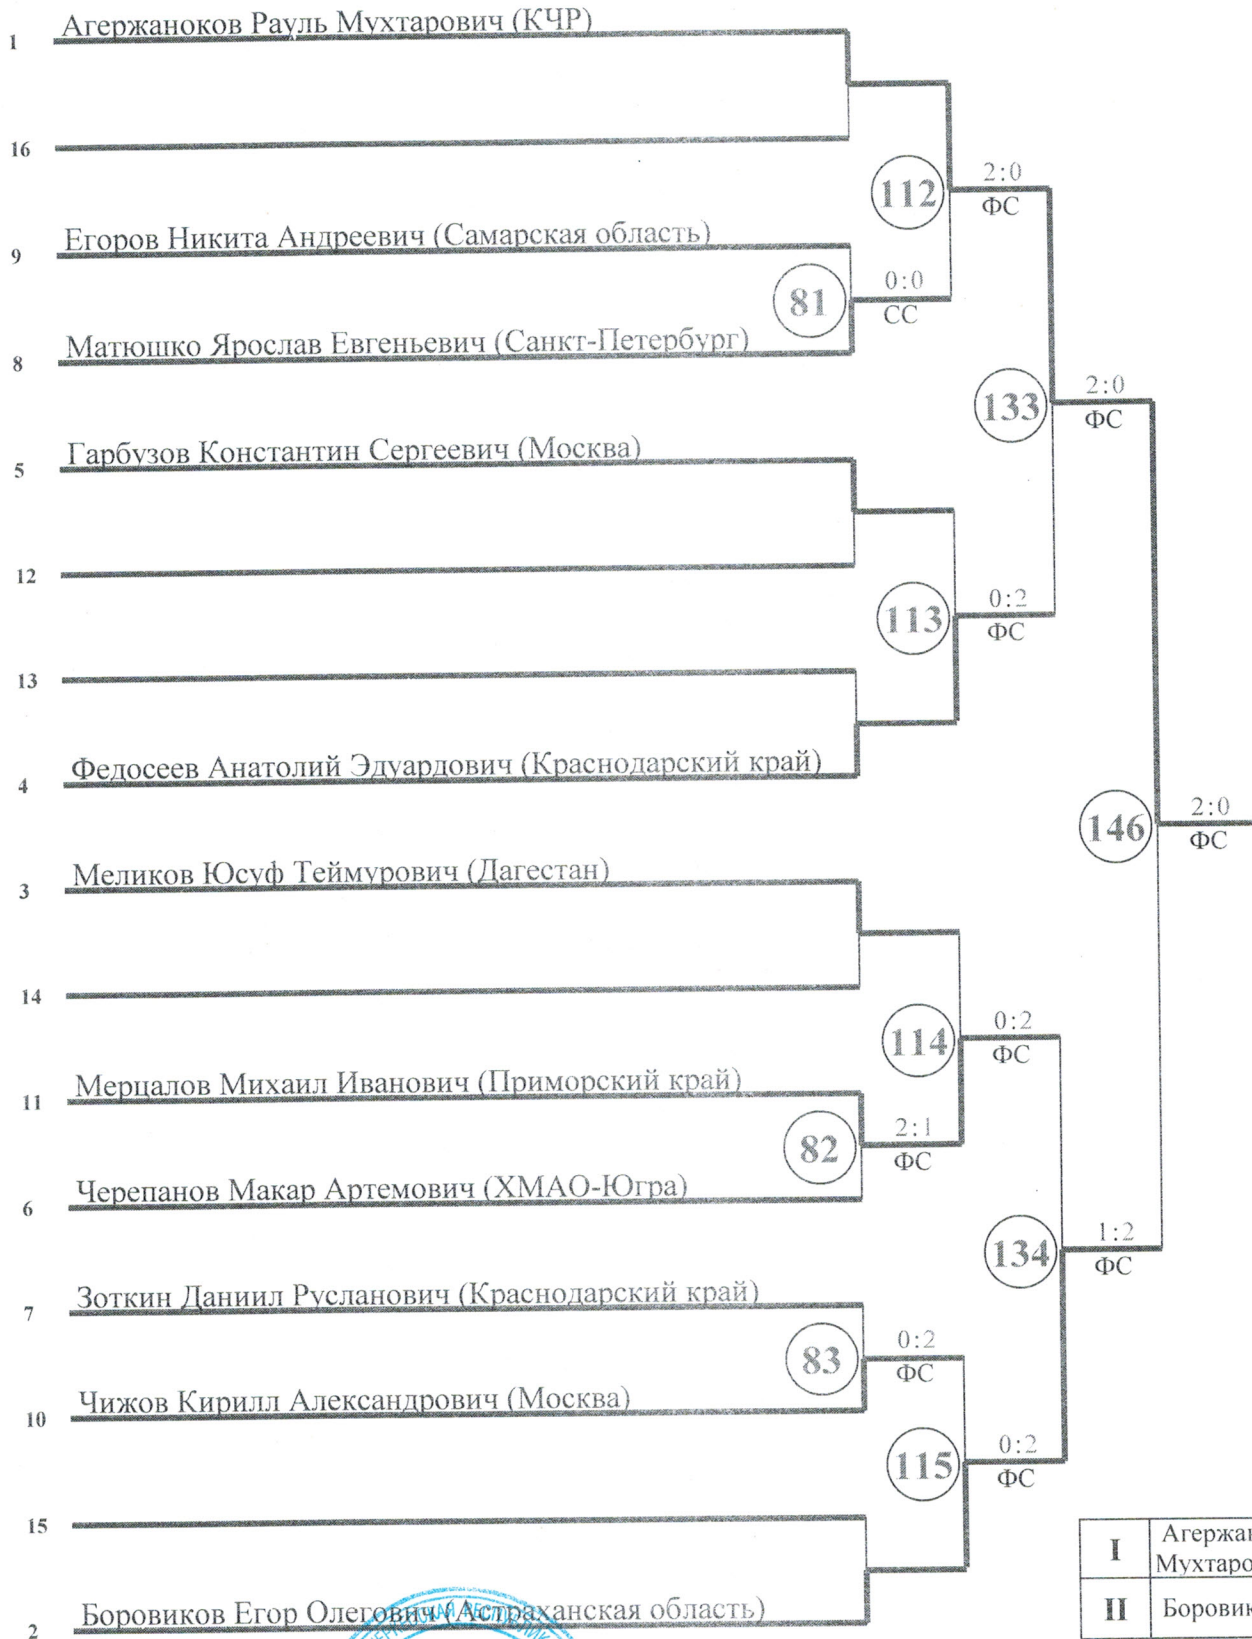 1 Агержаноков Рауль Мухтарович (КЧР)
16
112 2:0
ФС
9 Егоров Никита Андреевич (Самарская область)
81 0:0
СС
8 Матюшко Ярослав Евгеньевич (Санкт-Петербург)
133 2:0
ФС
5 Гарбузов Константин Сергеевич (Москва)
12
113 0:2
ФС
13
4 Федосеев Анатолий Эдуардович (Краснодарский край)
146 2:0
ФС
3 Меликов Юсуф Теймурович (Дагестан)
14
114 0:2
ФС
11 Мерцалов Михаил Иванович (Приморский край)
82 2:1
ФС
6 Черепанов Макар Артемович (ХМАО-Югра)
134 1:2
ФС
7 Зоткин Даниил Русланович (Краснодарский край)
83 0:2
ФС
10 Чижов Кирилл Александрович (Москва)
115 0:2
ФС
15
I Агержан
Мухтаро
2 Боровиков Егор Олегович (Астраханская область)
II Боровик